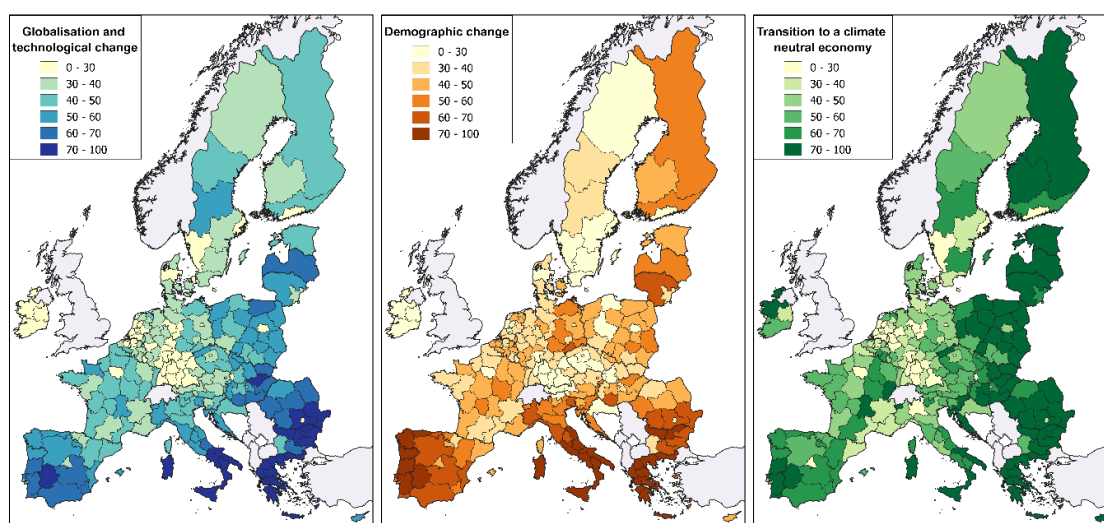 Globalisation and
technological change
0 - 30
30 - 40
40 - 50
50 - 60
60 - 70
70 - 100
Demographic change
0 - 30
30 - 40
40 - 50
50 - 60
60 - 70
70 - 100
Transition to a climate
neutral economy
0 - 30
30 - 40
40 - 50
50 - 60
60 - 70
70 - 100